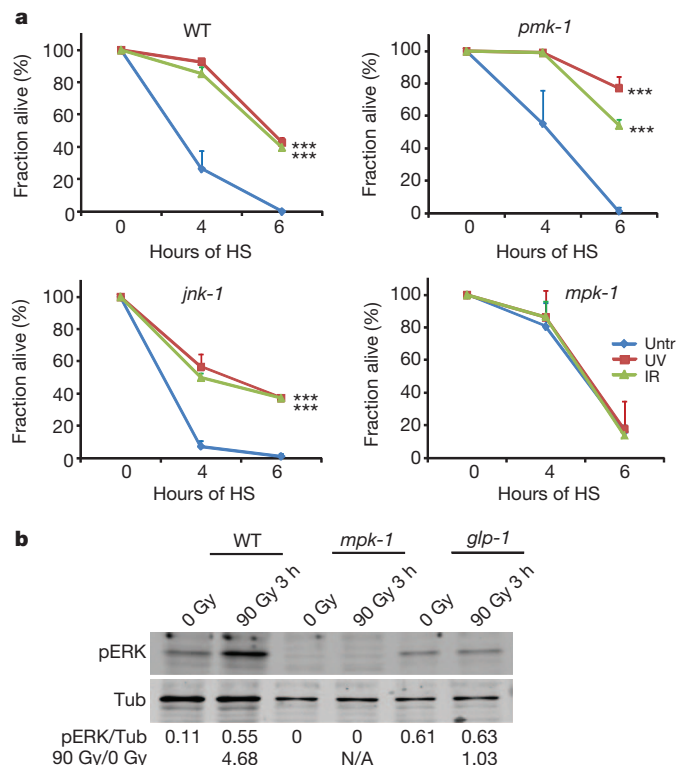 a
WT
Fraction alive (%)
100
80
60
40
20
0
***
***
0 4 6
Hours of HS
pmk-1
Fraction alive (%)
100
80
60
40
20
0
***
***
0 4 6
Hours of HS
jnk-1
Fraction alive (%)
100
80
60
40
20
0
***
***
0 4 6
Hours of HS
mpk-1
Fraction alive (%)
100
80
60
40
20
0
Untr
UV
IR
0 4 6
Hours of HS
b
WT mpk-1 glp-1
0 Gy 90 Gy 3 h 0 Gy 90 Gy 3 h 0 Gy 90 Gy 3 h
pERK
Tub
pERK/Tub 0.11 0.55 0 0 0.61 0.63
90 Gy/0 Gy 4.68 N/A 1.03